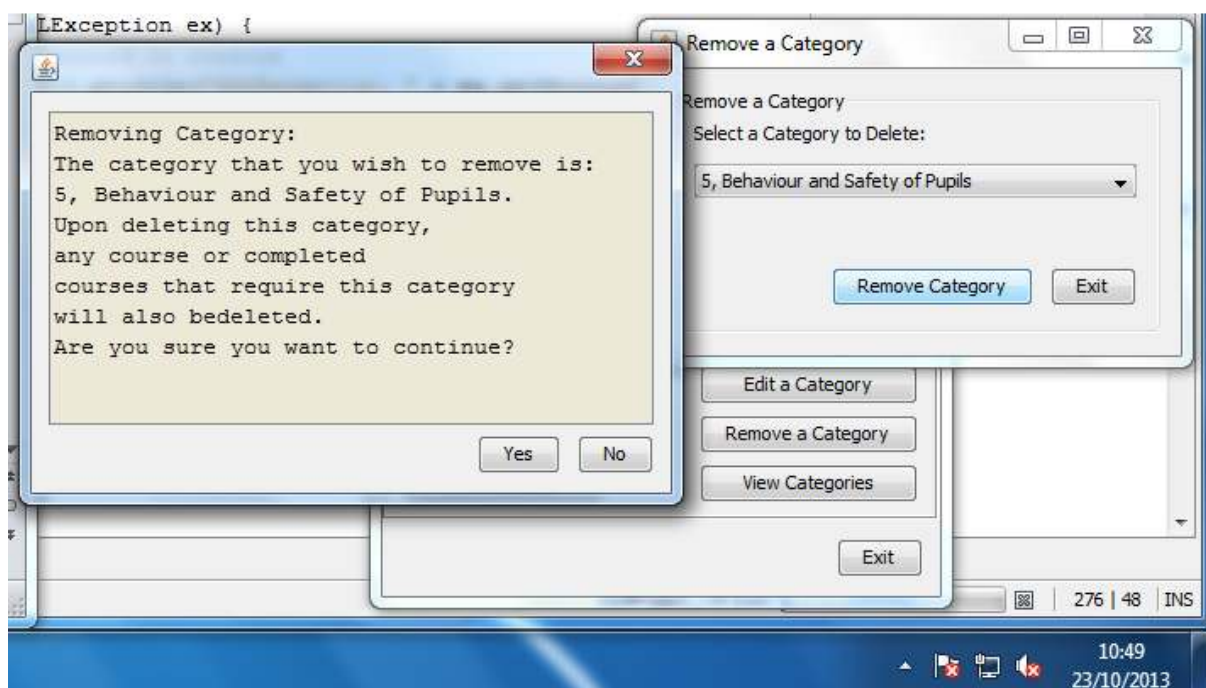 LException ex) {
Remove a Category
Removing Category:
The category that you wish to remove is:
5, Behaviour and Safety of Pupils.
Upon deleting this category,
any course or completed
courses that require this category
will also bedeleted.
Are you sure you want to continue?
Yes
No
Remove a Category
Select a Category to Delete:
5, Behaviour and Safety of Pupils
Remove Category
Exit
Edit a Category
Remove a Category
View Categories
Exit
276 | 48
INS
10:49
23/10/2013